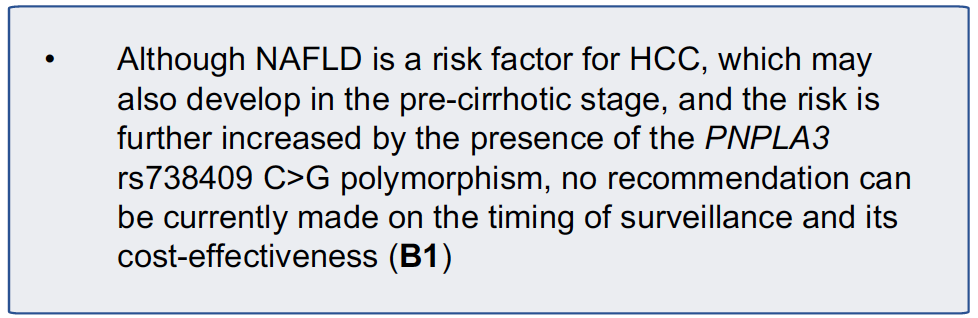 • Although NAFLD is a risk factor for HCC, which may
also develop in the pre-cirrhotic stage, and the risk is
further increased by the presence of the PNPLA3
rs738409 C>G polymorphism, no recommendation can
be currently made on the timing of surveillance and its
cost-effectiveness (B1)